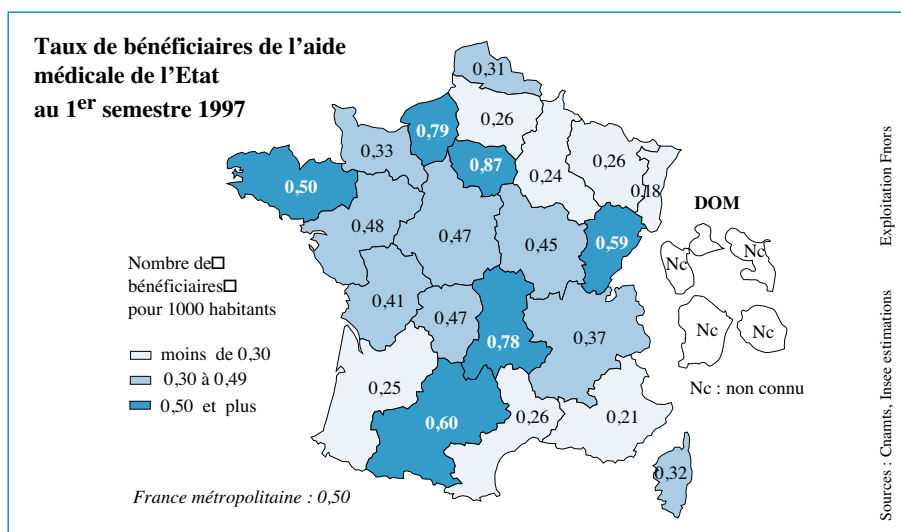 Taux de bénéficiaires de l'aide
médicale de l'Etat
au 1er semestre 1997
0,31
0,26
0,79
0,33
0,87
0,26
0,24
0,18
0,50
0,48
0,47
0,45
0,59
0,41
0,47
0,78
0,37
0,25
0,60
0,26
0,21
0,32
DOM
Nc
Nc
Nc
Nc
Nc : non connu
Nombre de□
bénéficiaires□
pour 1000 habitants
moins de 0,30
0,30 à 0,49
0,50 et plus
France métropolitaine : 0,50
Sources : Cnamts, Insee estimations
Exploitation Fnors